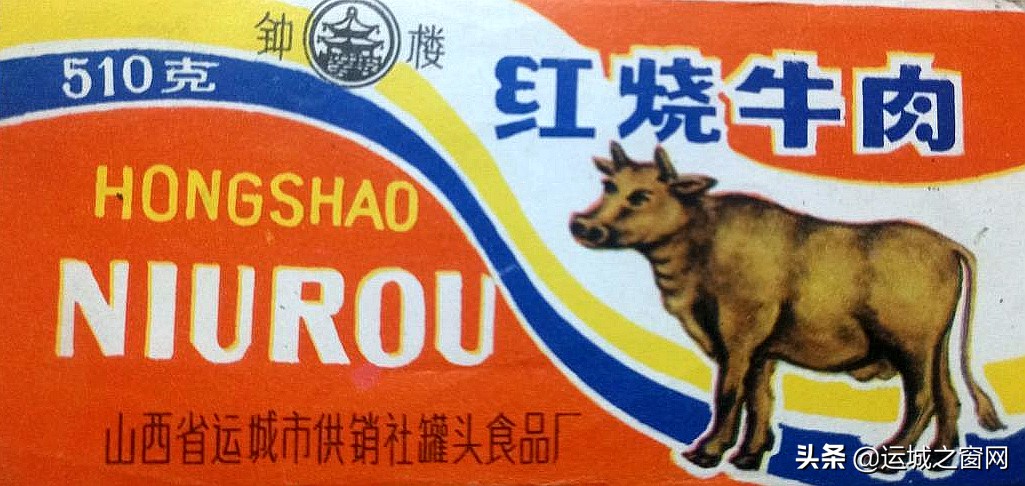 钟楼
510克
红烧牛肉
HONGSHAO
NIUROU
山西省运城市供销社罐头食品厂
头条 @运城之窗网